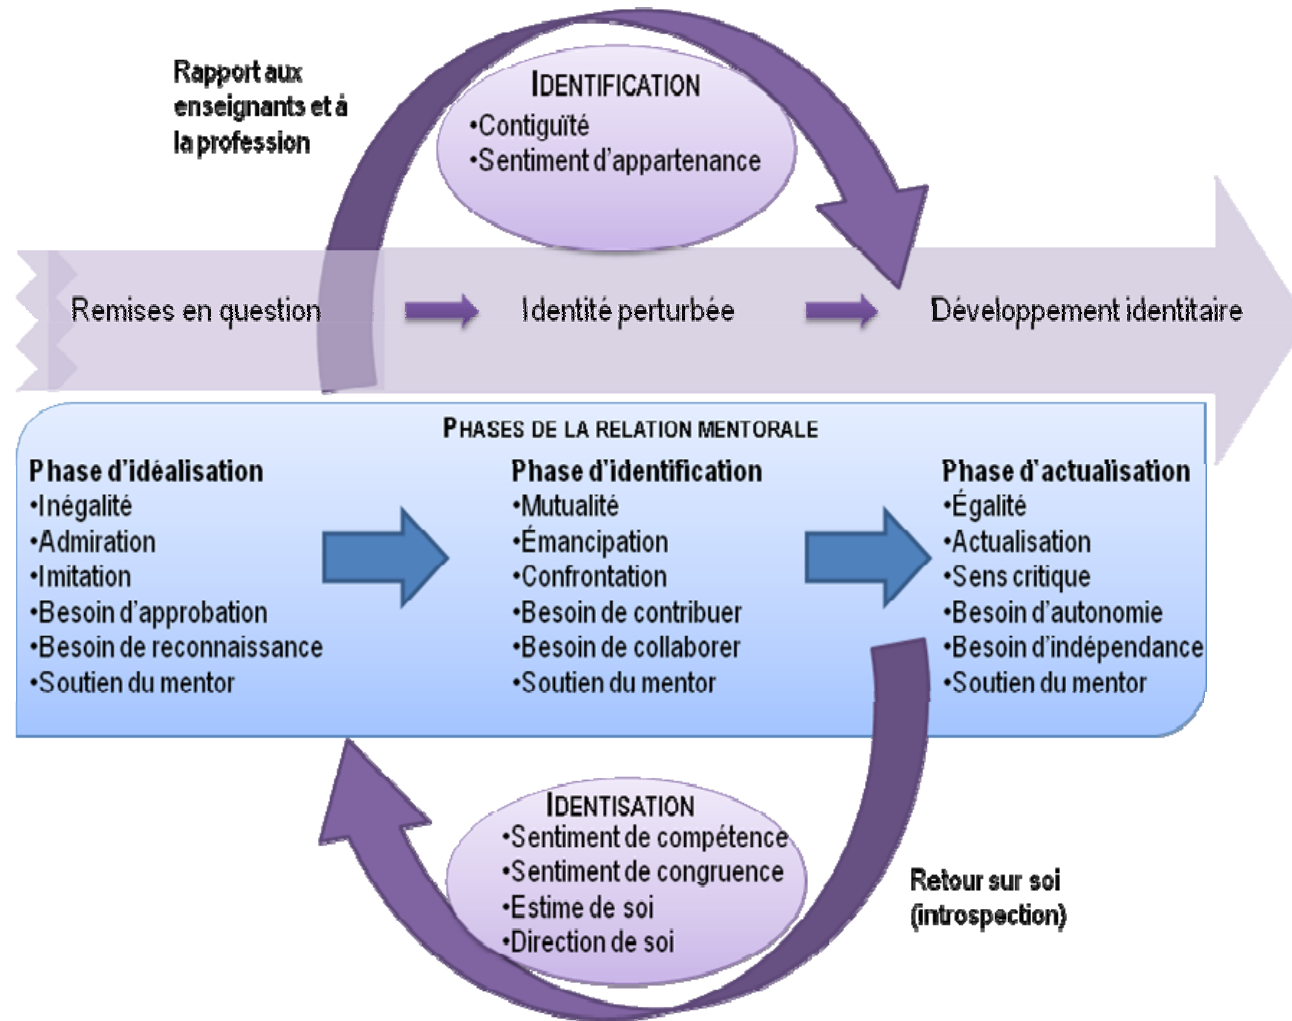 Rapport aux
enseignants et à
la profession
IDENTIFICATION
•Contiguïté
•Sentiment d'appartenance
Remises en question
Identité perturbée
Développement identitaire
PHASES DE LA RELATION MENTORALE
Phase d'idéalisation
•Inégalité
•Admiration
•Imitation
•Besoin d'approbation
•Besoin de reconnaissance
•Soutien du mentor
Phase d'identification
•Mutualité
•Émancipation
•Confrontation
•Besoin de contribuer
•Besoin de collaborer
•Soutien du mentor
Phase d'actualisation
•Égalité
•Actualisation
•Sens critique
•Besoin d'autonomie
•Besoin d'indépendance
•Soutien du mentor
IDENTISATION
•Sentiment de compétence
•Sentiment de congruence
•Estime de soi
•Direction de soi
Retour sur soi
(introspection)